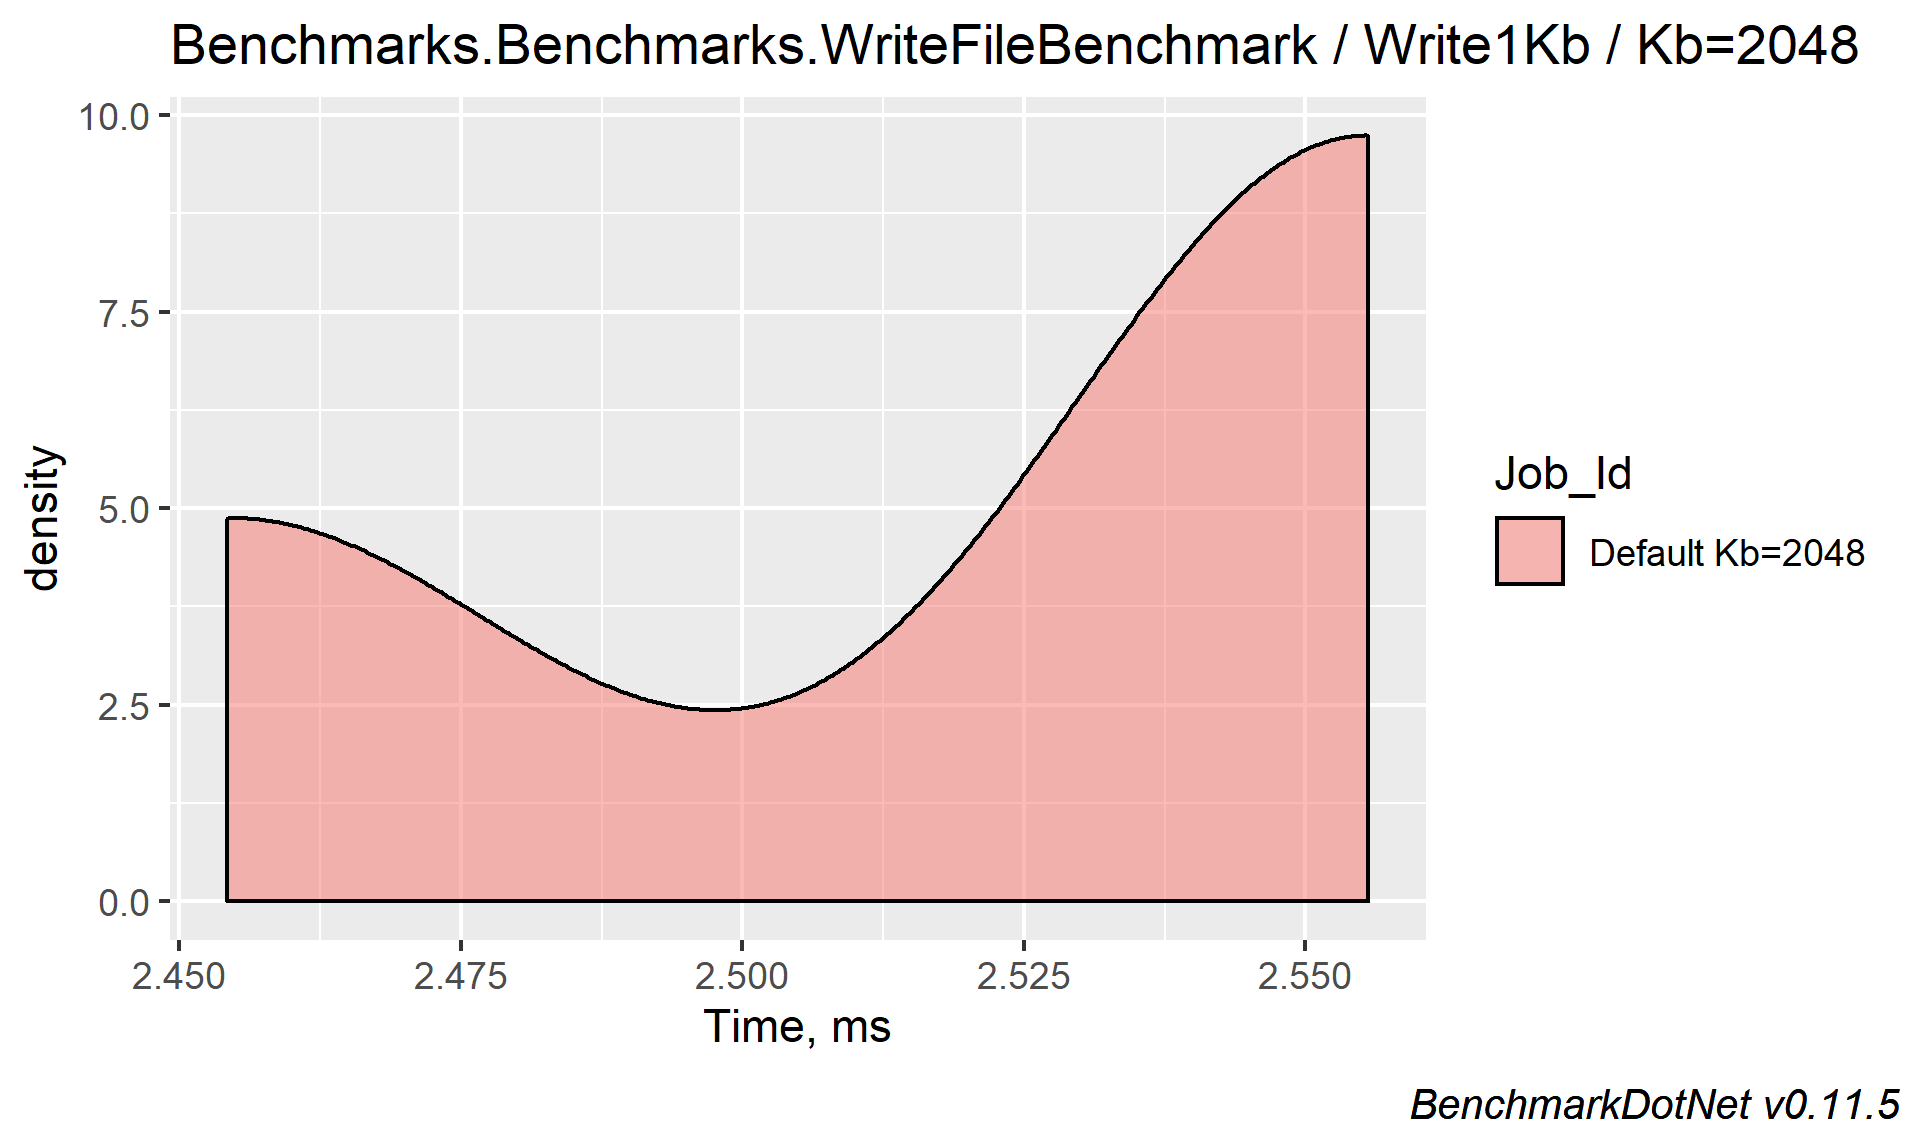 Benchmarks.Benchmarks.WriteFileBenchmark / Write1Kb / Kb=2048
10.0
7.5
5.0
2.5
0.0
density
2.450
2.475
2.500
2.525
2.550
Time, ms
Job_Id
Default Kb=2048
BenchmarkDotNet v0.11.5